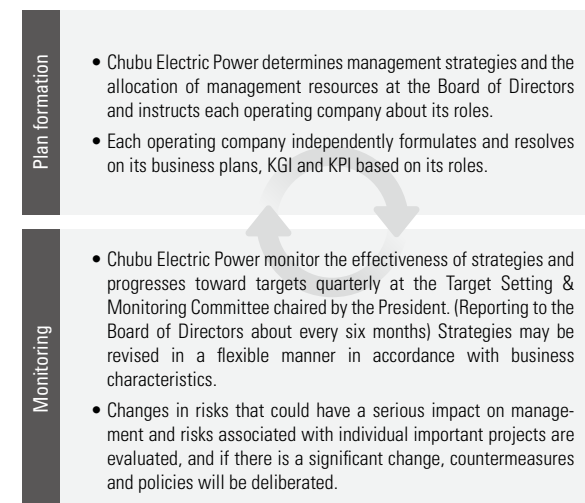 Plan formation
• Chubu Electric Power determines management strategies and the
allocation of management resources at the Board of Directors
and instructs each operating company about its roles.
• Each operating company independently formulates and resolves
on its business plans, KGI and KPI based on its roles.
Monitoring
• Chubu Electric Power monitor the effectiveness of strategies and
progresses toward targets quarterly at the Target Setting &
Monitoring Committee chaired by the President. (Reporting to the
Board of Directors about every six months) Strategies may be
revised in a flexible manner in accordance with business
characteristics.
• Changes in risks that could have a serious impact on manage-
ment and risks associated with individual important projects are
evaluated, and if there is a significant change, countermeasures
and policies will be deliberated.